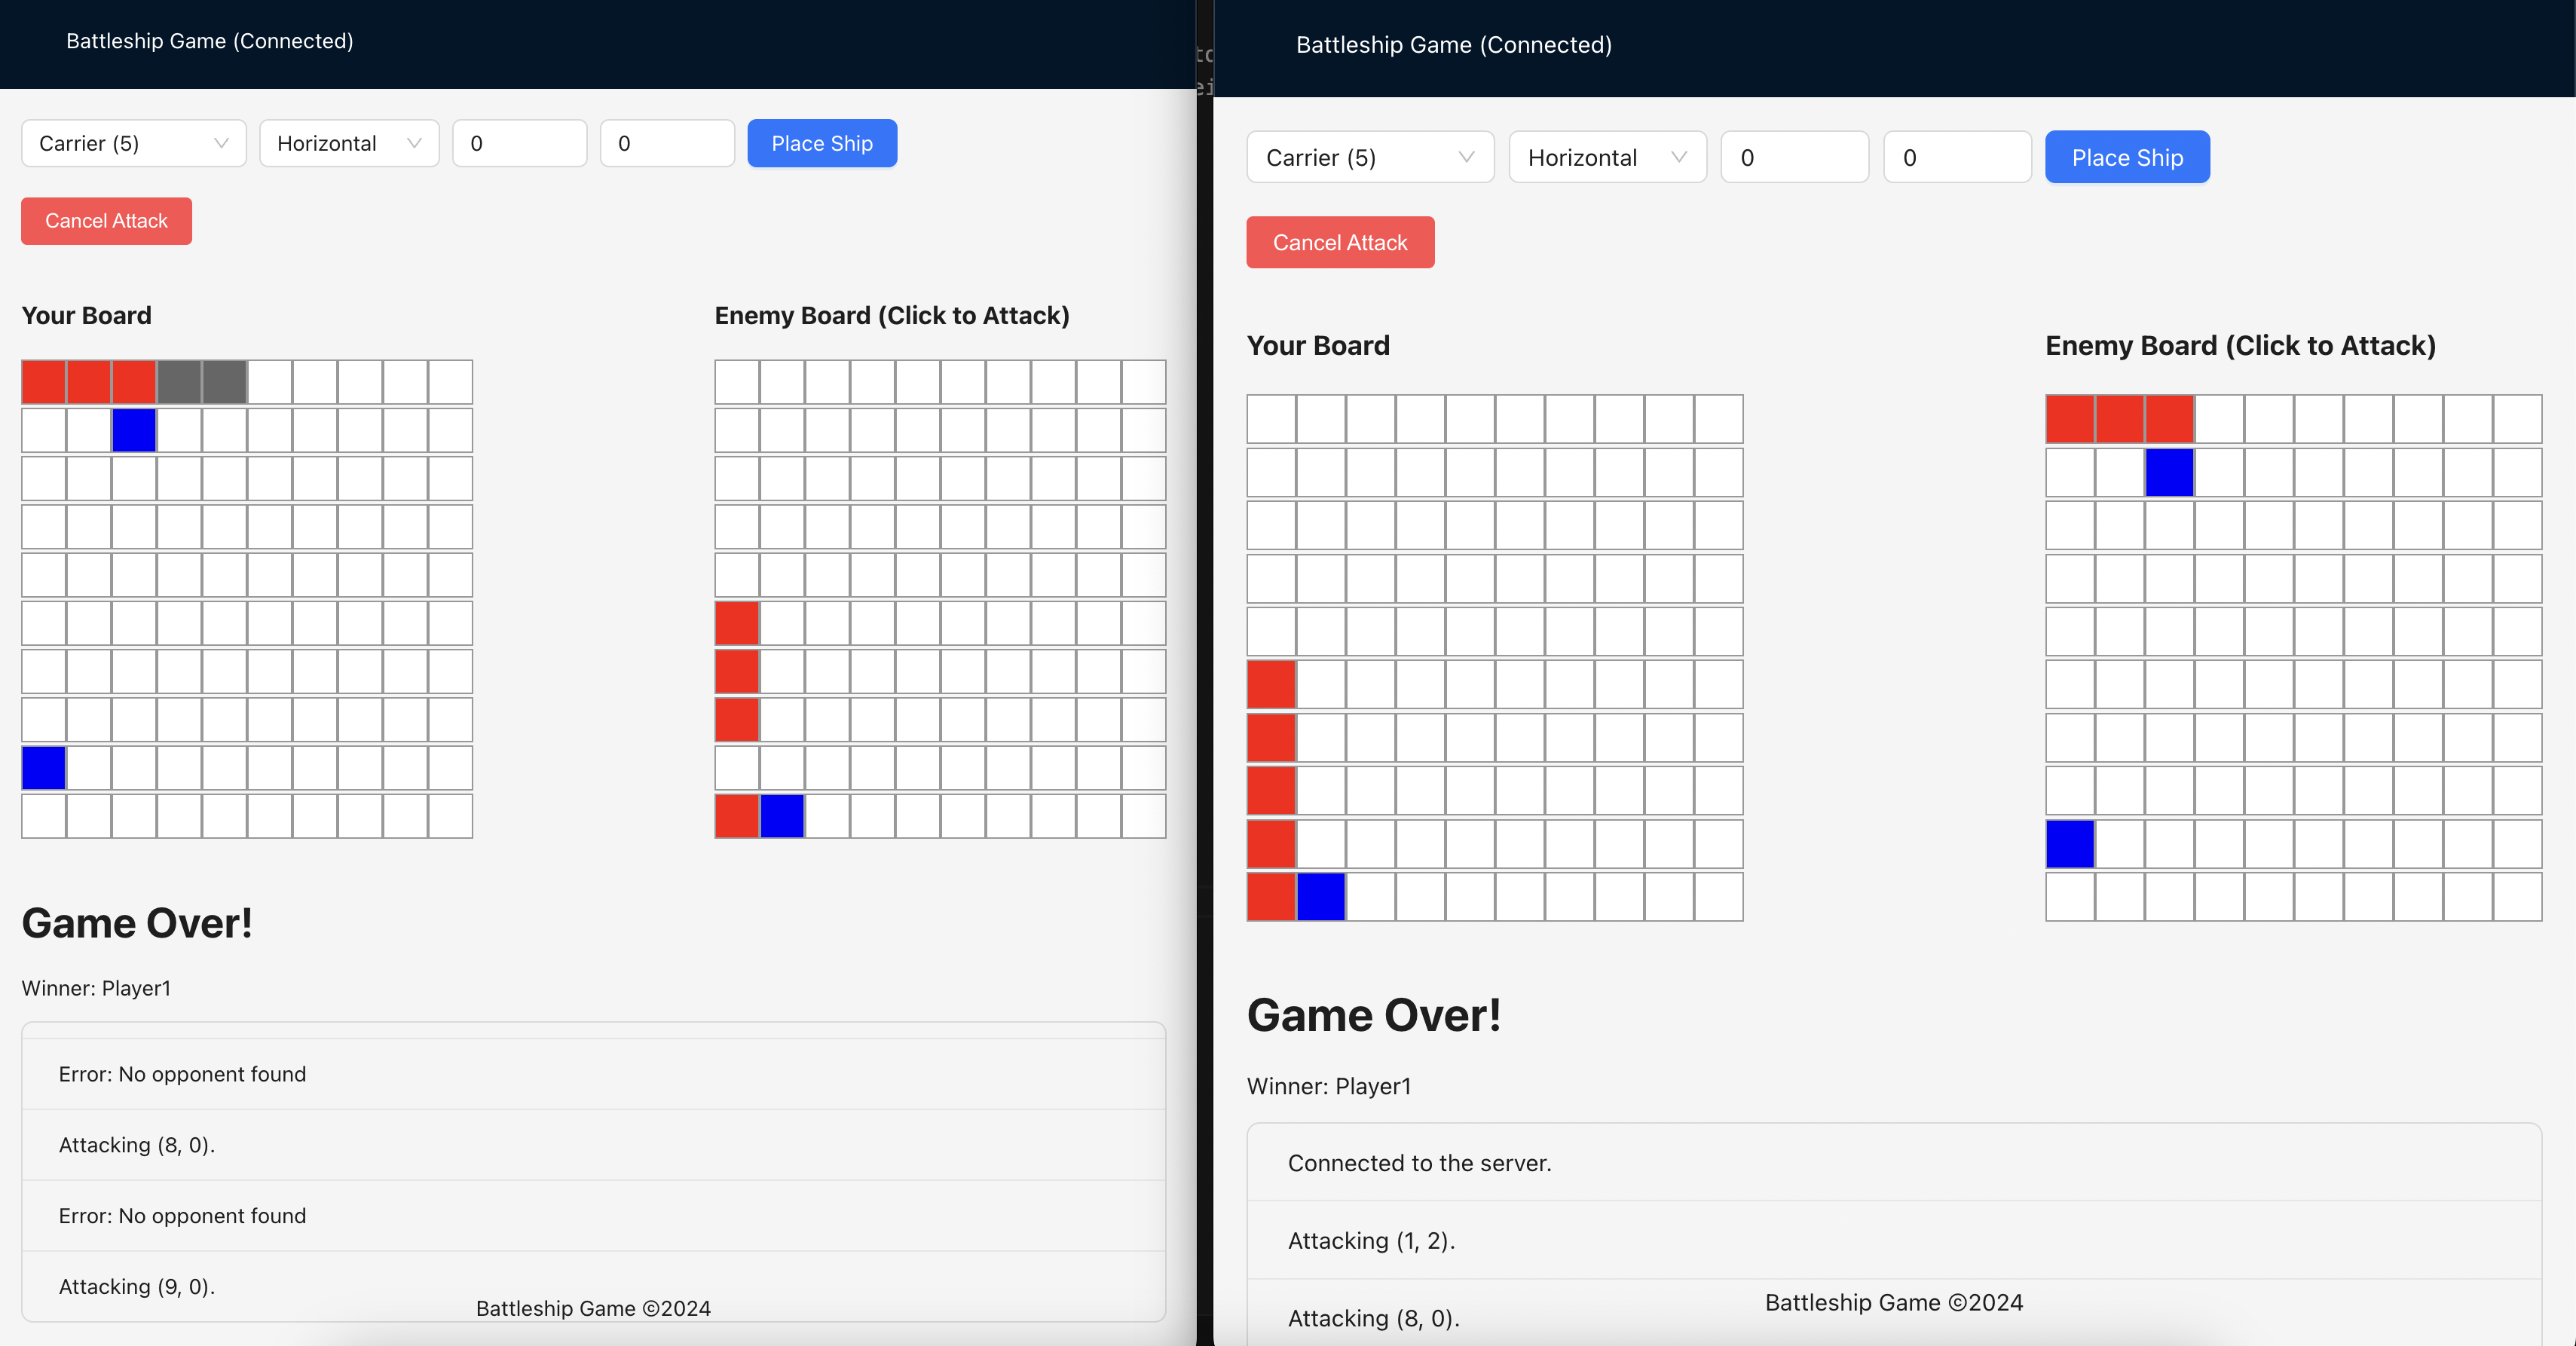 Battleship Game (Connected)
Carrier (5)
Horizontal
0
0
Place Ship
Cancel Attack
Your Board
Enemy Board (Click to Attack)
Game Over!
Winner: Player1
Error: No opponent found
Attacking (8, 0).
Error: No opponent found
Attacking (9, 0).
Battleship Game ©2024
Battleship Game (Connected)
Carrier (5)
Horizontal
0
0
Place Ship
Cancel Attack
Your Board
Enemy Board (Click to Attack)
Game Over!
Winner: Player1
Connected to the server.
Attacking (1, 2).
Attacking (8, 0).
Battleship Game ©2024